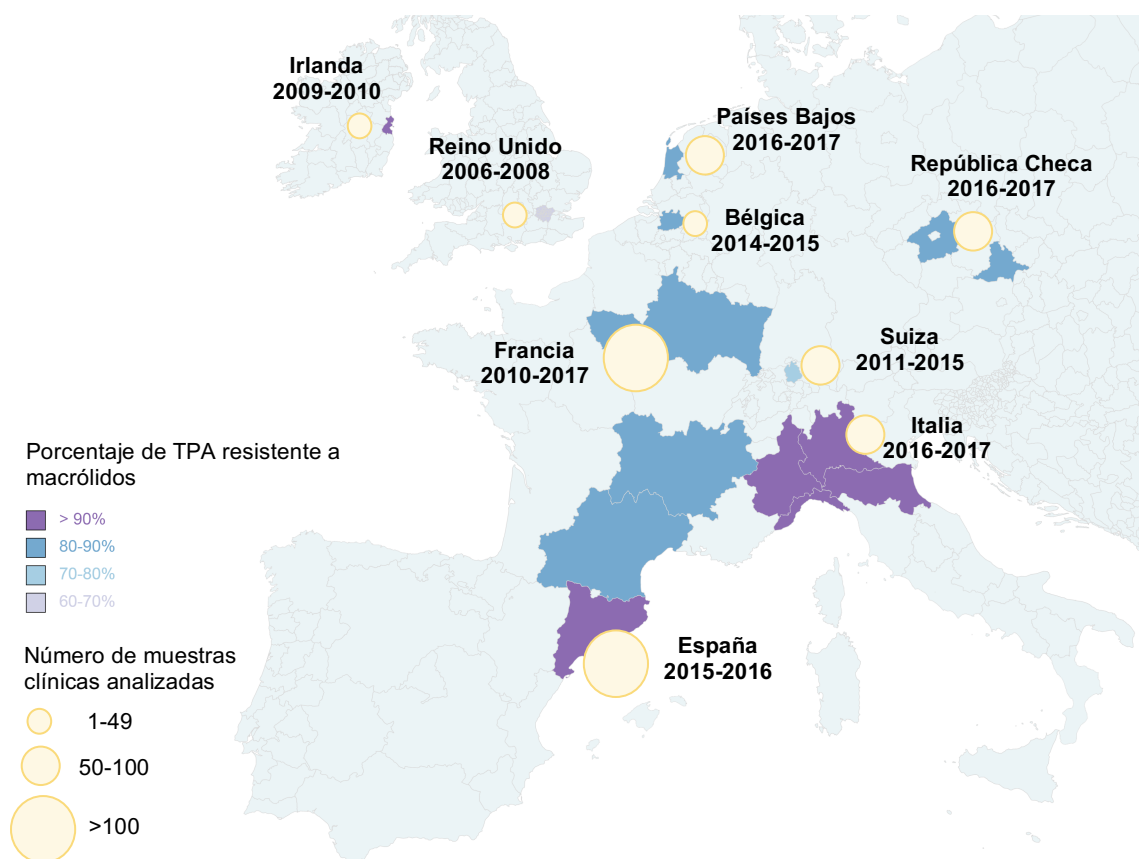 Irlanda
2009-2010
Reino Unido
2006-2008
Países Bajos
2016-2017
República Checa
2016-2017
Bélgica
2014-2015
Francia
2010-2017
Suiza
2011-2015
Italia
2016-2017
España
2015-2016
Porcentaje de TPA resistente a
macrólidos
> 90%
80-90%
70-80%
60-70%
Número de muestras
clínicas analizadas
1-49
50-100
>100